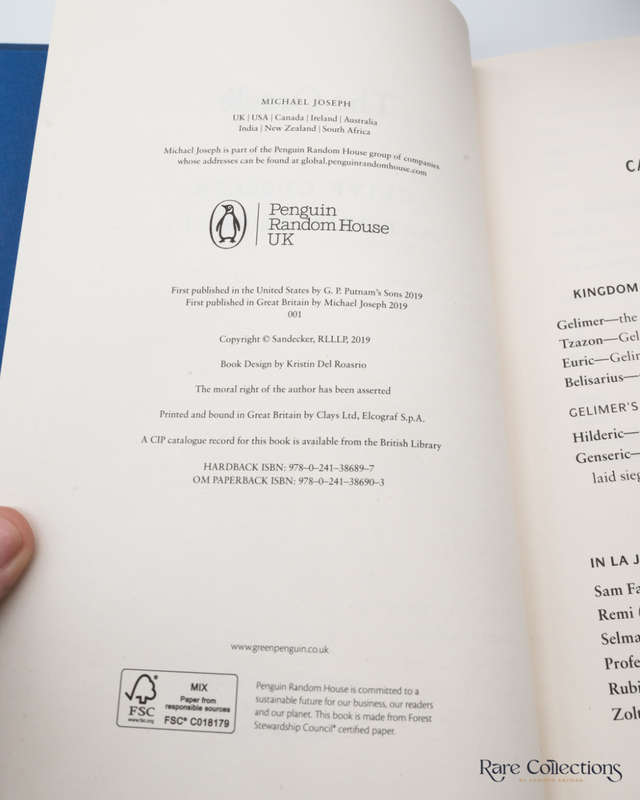 MICHAEL JOSEPH
UK | USA | Canada | Ireland | Australia
India | New Zealand | South Africa
Michael Joseph is part of the Penguin Random House group of companies
whose addresses can be found at global.penguinrandomhouse.com
Penguin
Random House
UK
First published in the United States by G. P. Putnam's Sons 2019
First published in Great Britain by Michael Joseph 2019
001
Copyright © Sandecker, RLLLP, 2019
Book Design by Kristin Del Roasrio
The moral right of the author has been asserted
Printed and bound in Great Britain by Clays Ltd, Elcograf S.p.A.
A CIP catalogue record for this book is available from the British Library
HARDBACK ISBN: 978–0–241–38689–7
OM PAPERBACK ISBN: 978–0–241–38690–3
www.greenpenguin.co.uk
FSC
www.fsc.org
MIX
Paper from
responsible sources
FSC® C018179
Penguin Random House is committed to a
sustainable future for our business, our readers
and our planet. This book is made from Forest
Stewardship Council® certified paper.
CA
KINGDOM
Gelimer—the
Tzazon—Gel
Euric—Gelim
Belisarius—
GELIMER'S
Hilderic—
Genseric—
laid sieg
IN LA J
Sam Fa
Remi (
Selma
Profe
Rubi
Zolt
Rare Collections